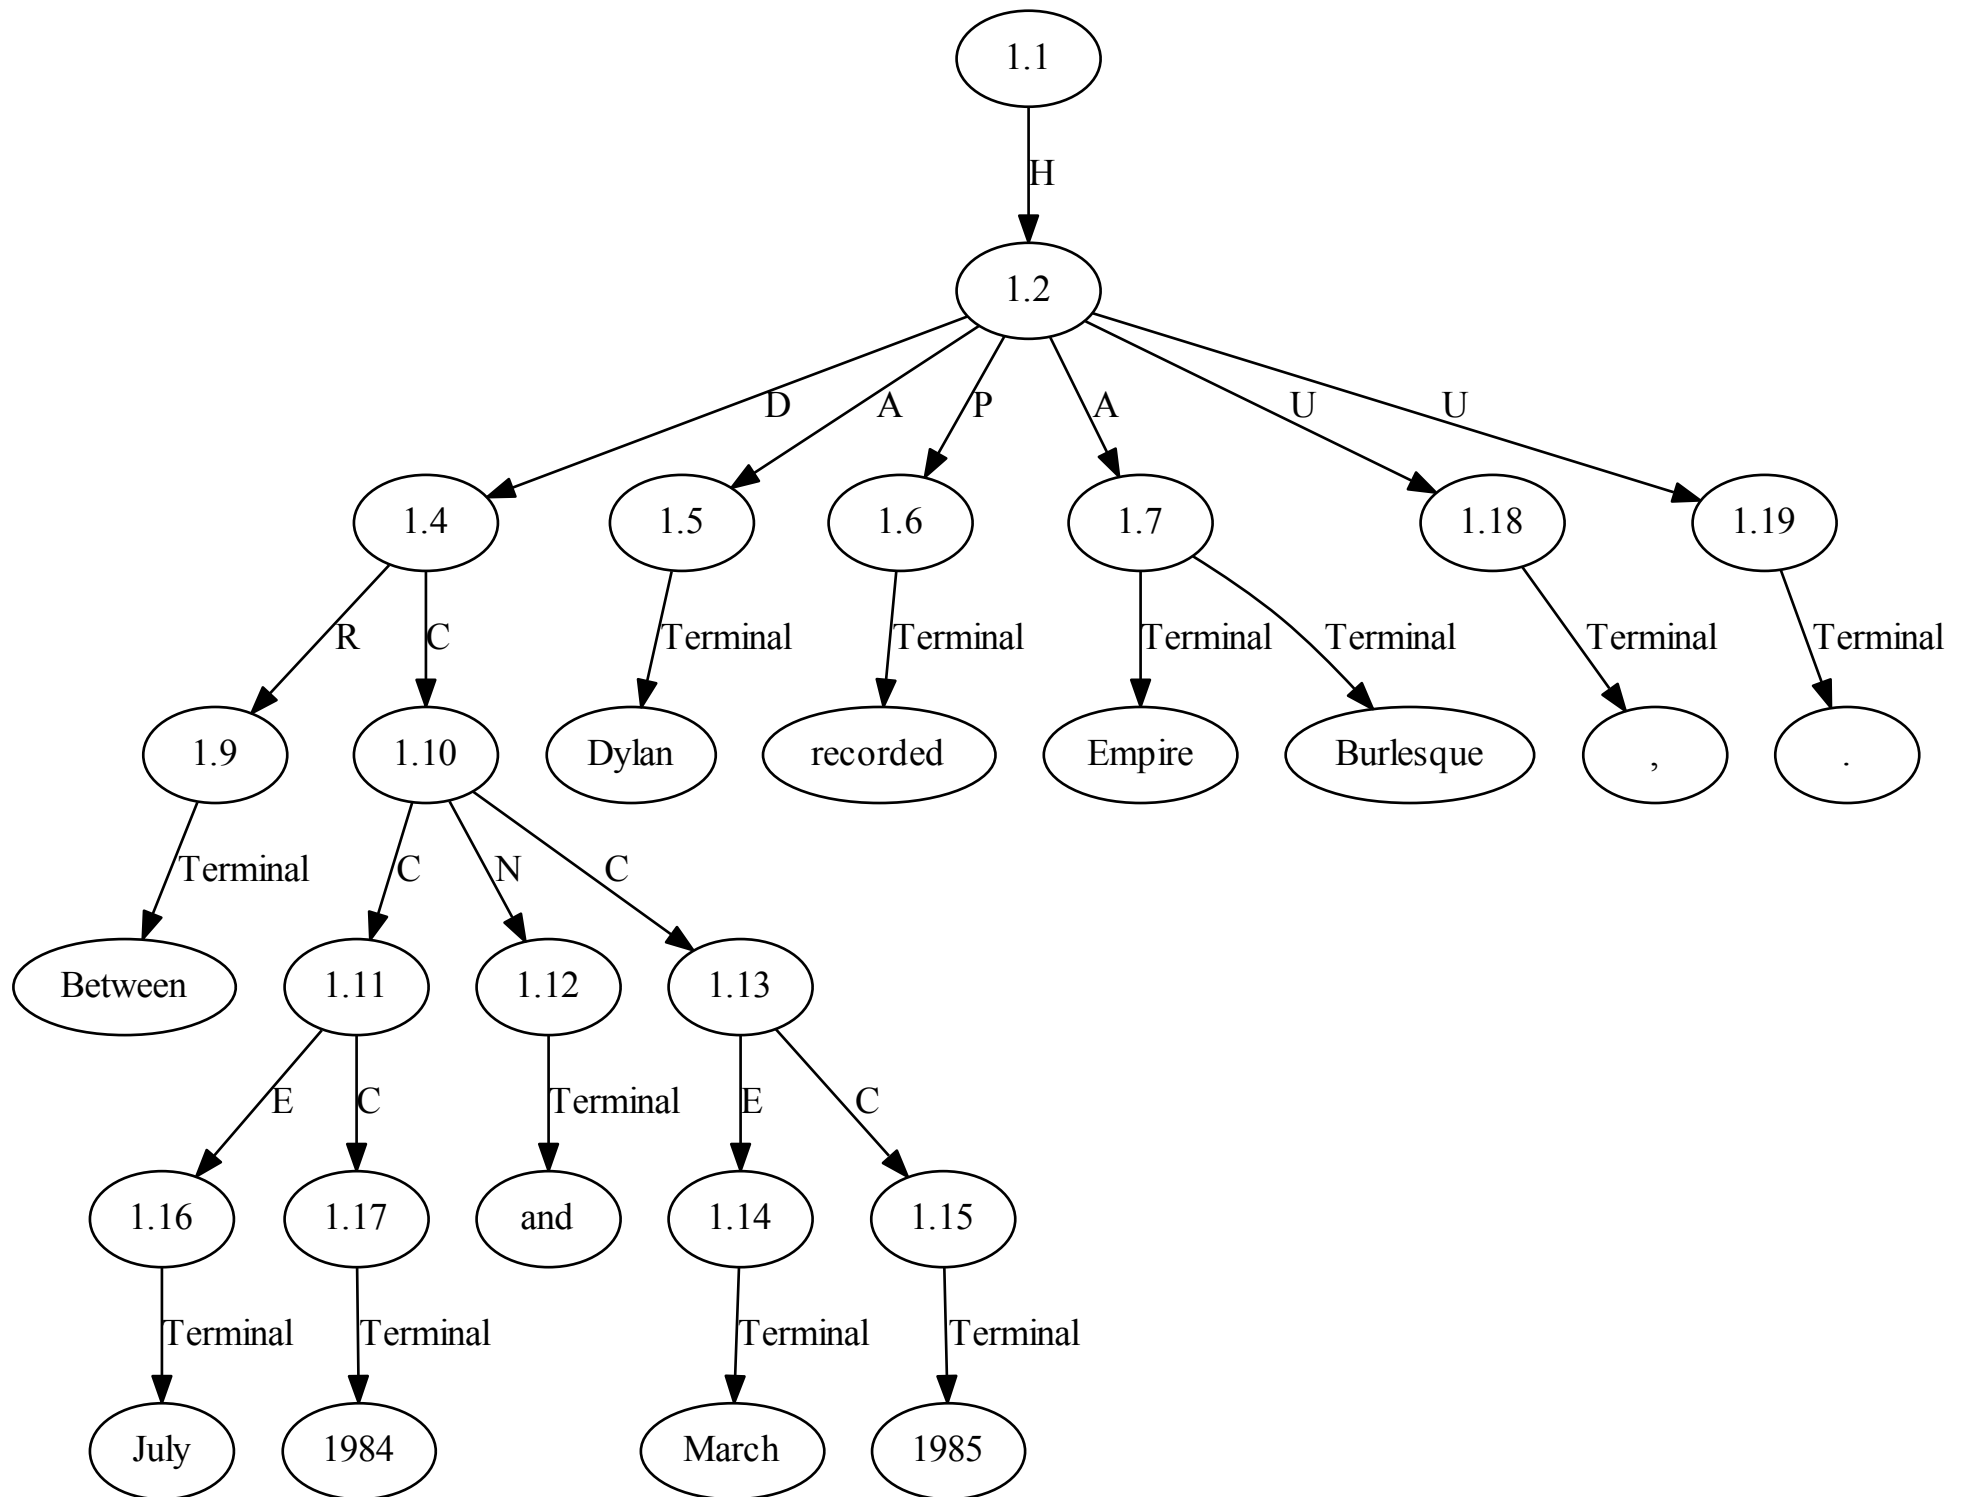 1.1
H
1.2
D A P A U U
1.4 1.5 1.6 1.7 1.18 1.19
R C Terminal Terminal Terminal Terminal Terminal Terminal
1.9 1.10 Dylan recorded Empire Burlesque , .
Terminal C N C
Between 1.11 1.12 1.13
E C Terminal E C
1.16 1.17 and 1.14 1.15
Terminal Terminal Terminal Terminal
July 1984 March 1985